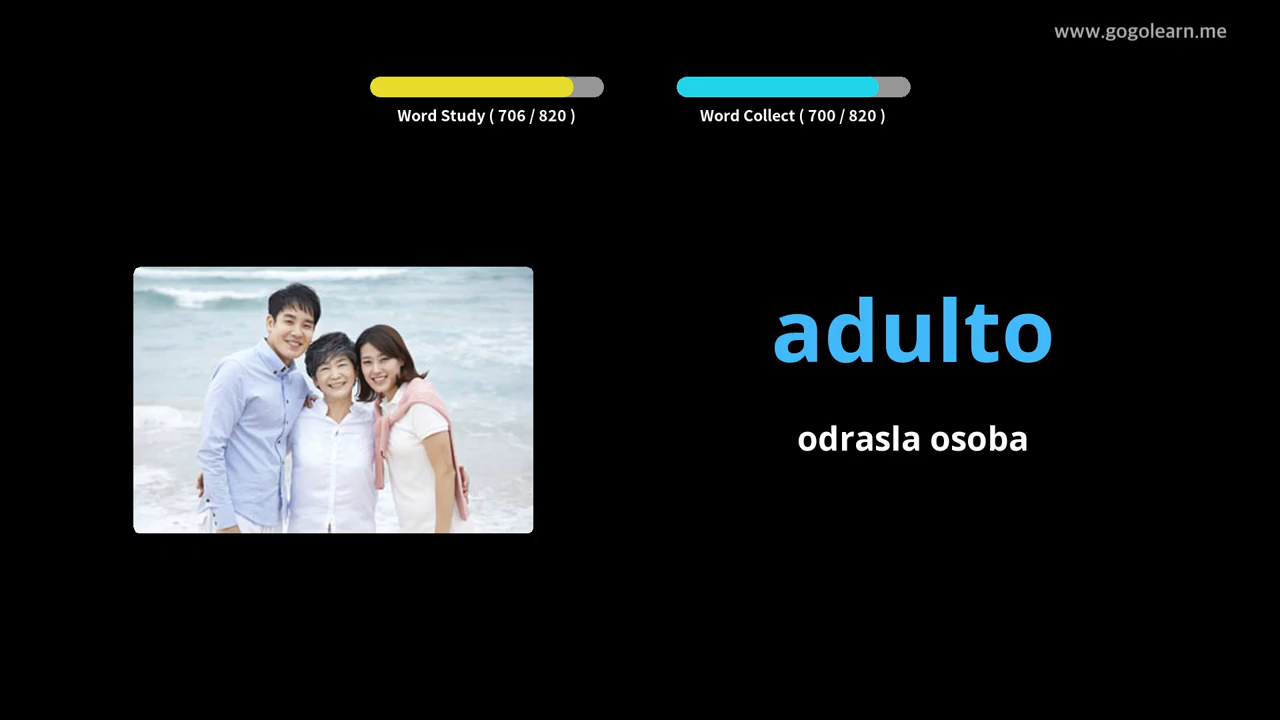 www.gogolearn.me
Word Study ( 706 / 820 )
Word Collect ( 700 / 820 )
adulto
odrasla osoba